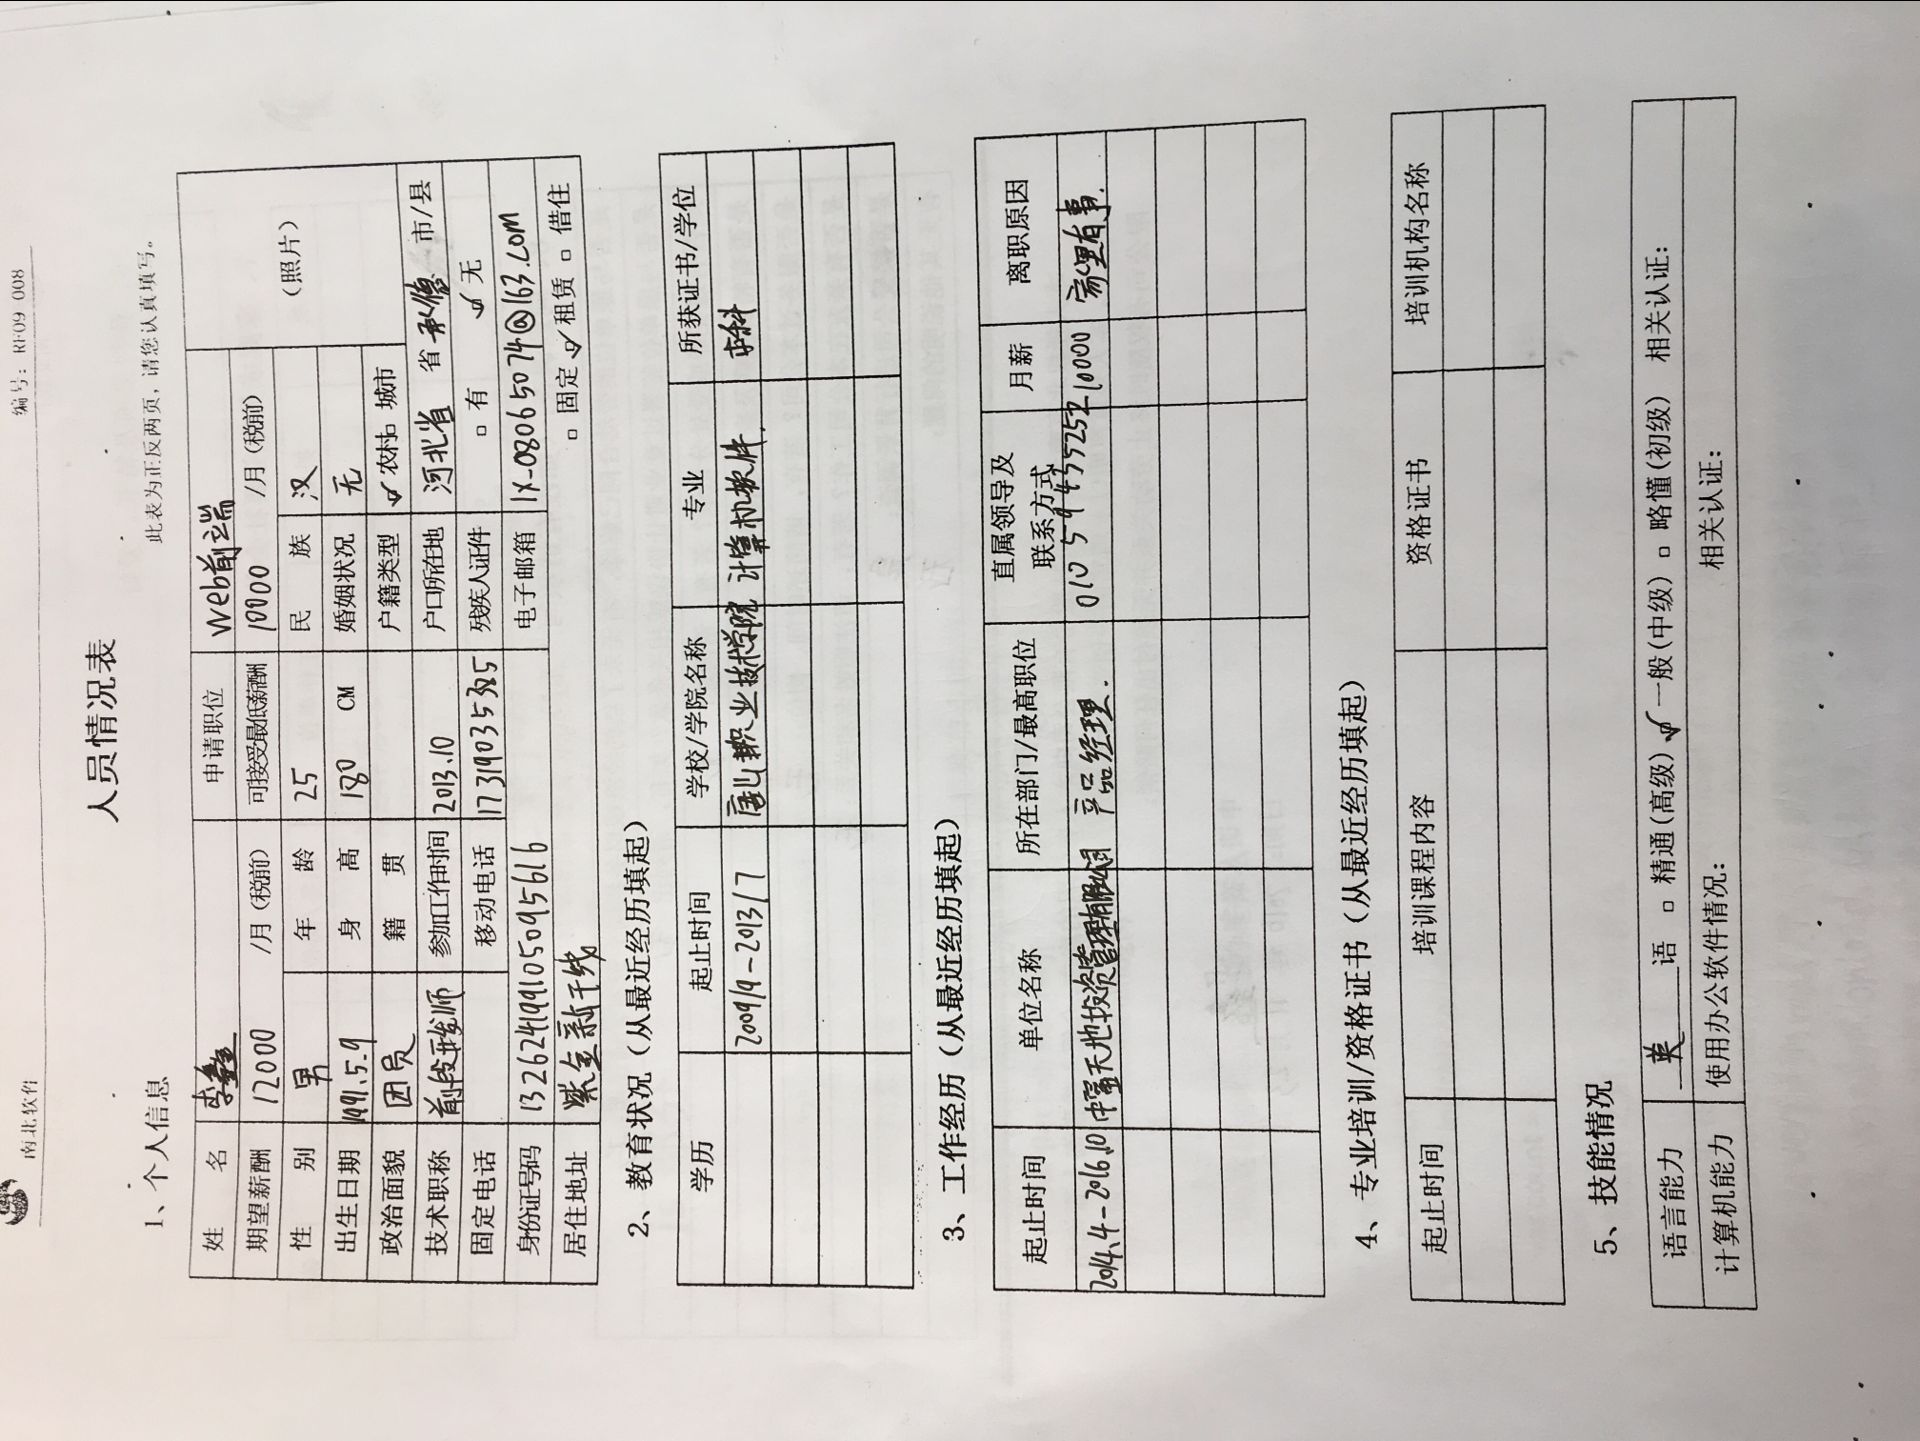 南北软件 编号：RF09 008
人员情况表
1、个人信息 此表为正反两页，请您认真填写。
姓 名 李鑫 申请职位 web前端
期望薪酬 12000 /月（税前） 可接受最低薪酬 10000 /月（税前） （照片）
性 别 男 年 龄 25 民 族 汉
出生日期 1991.5.9 身 高 180 CM 婚姻状况 无
政治面貌 团员 籍 贯 户籍类型 ☑ 农村 □ 城市
技术职称 前段开发师 参加工作时间 2013.10 户口所在地 河北省 省 承德 市/县
固定电话 移动电话 17319035325 残疾人证件 □ 有 ☑ 无
身份证号码 132624199105095616 电子邮箱 lx-08065074@163.com
居住地址 紫金新干线 □ 固定 ☑ 租赁 □ 借住
2、教育状况（从最近经历填起）
学历 起止时间 学校/学院名称 专业 所获证书/学位
2009/9-2013/7 唐山职业技术学院 计算机软件. 本科
3、工作经历（从最近经历填起）
起止时间 单位名称 所在部门/最高职位 直属领导及联系方式 月薪 离职原因
2014.4-2016.10 中富天地投资管理有限公司 产品经理. 010 59435252 10000 家里有事.
4、专业培训/资格证书（从最近经历填起）
起止时间 培训课程内容 资格证书 培训机构名称
5、技能情况
语言能力 英 语 □ 精通(高级) ☑ 一般(中级) □ 略懂(初级) 相关认证：
计算机能力 使用办公软件情况： 相关认证：